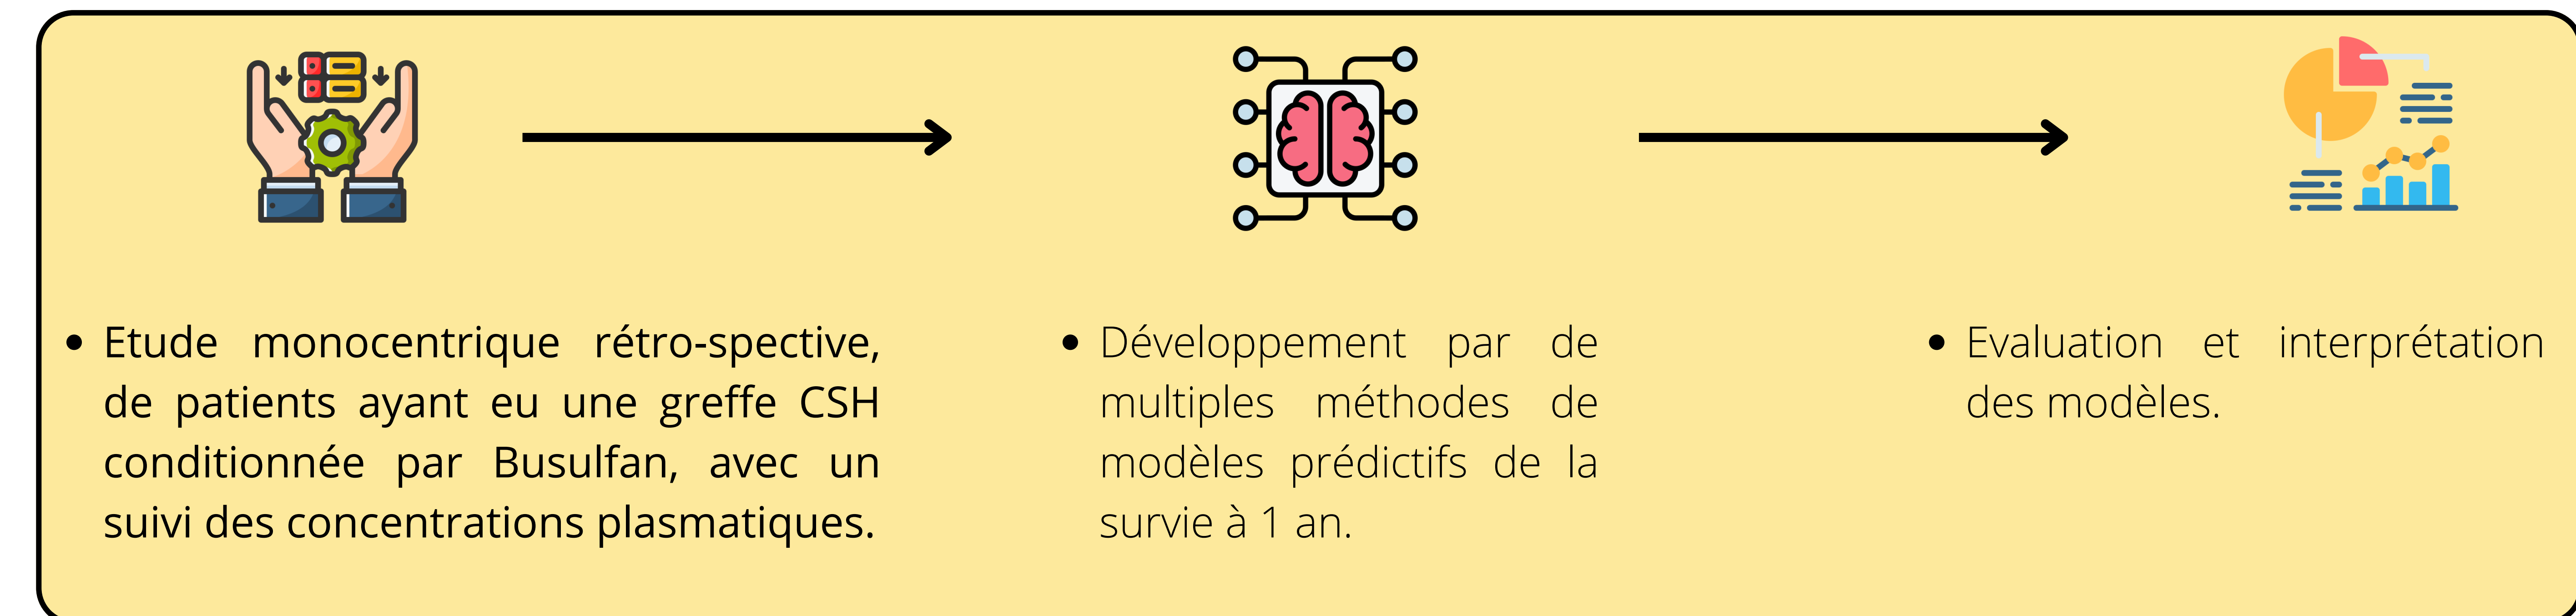 • Etude monocentrique rétro-spective,
de patients ayant eu une greffe CSH
conditionnée par Busulfan, avec un
suivi des concentrations plasmatiques.
• Développement par de
multiples méthodes de
modèles prédictifs de la
survie à 1 an.
• Evaluation et interprétation
des modèles.